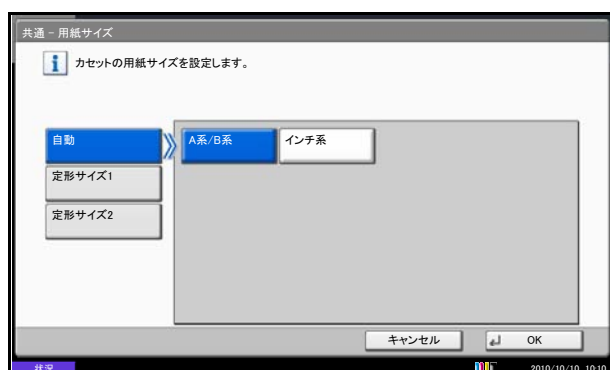 共通 - 用紙サイズ
カセットの用紙サイズを設定します。
自動
A系/B系
インチ系
定形サイズ1
定形サイズ2
キャンセル
OK
状況
2010/10/10 10:10